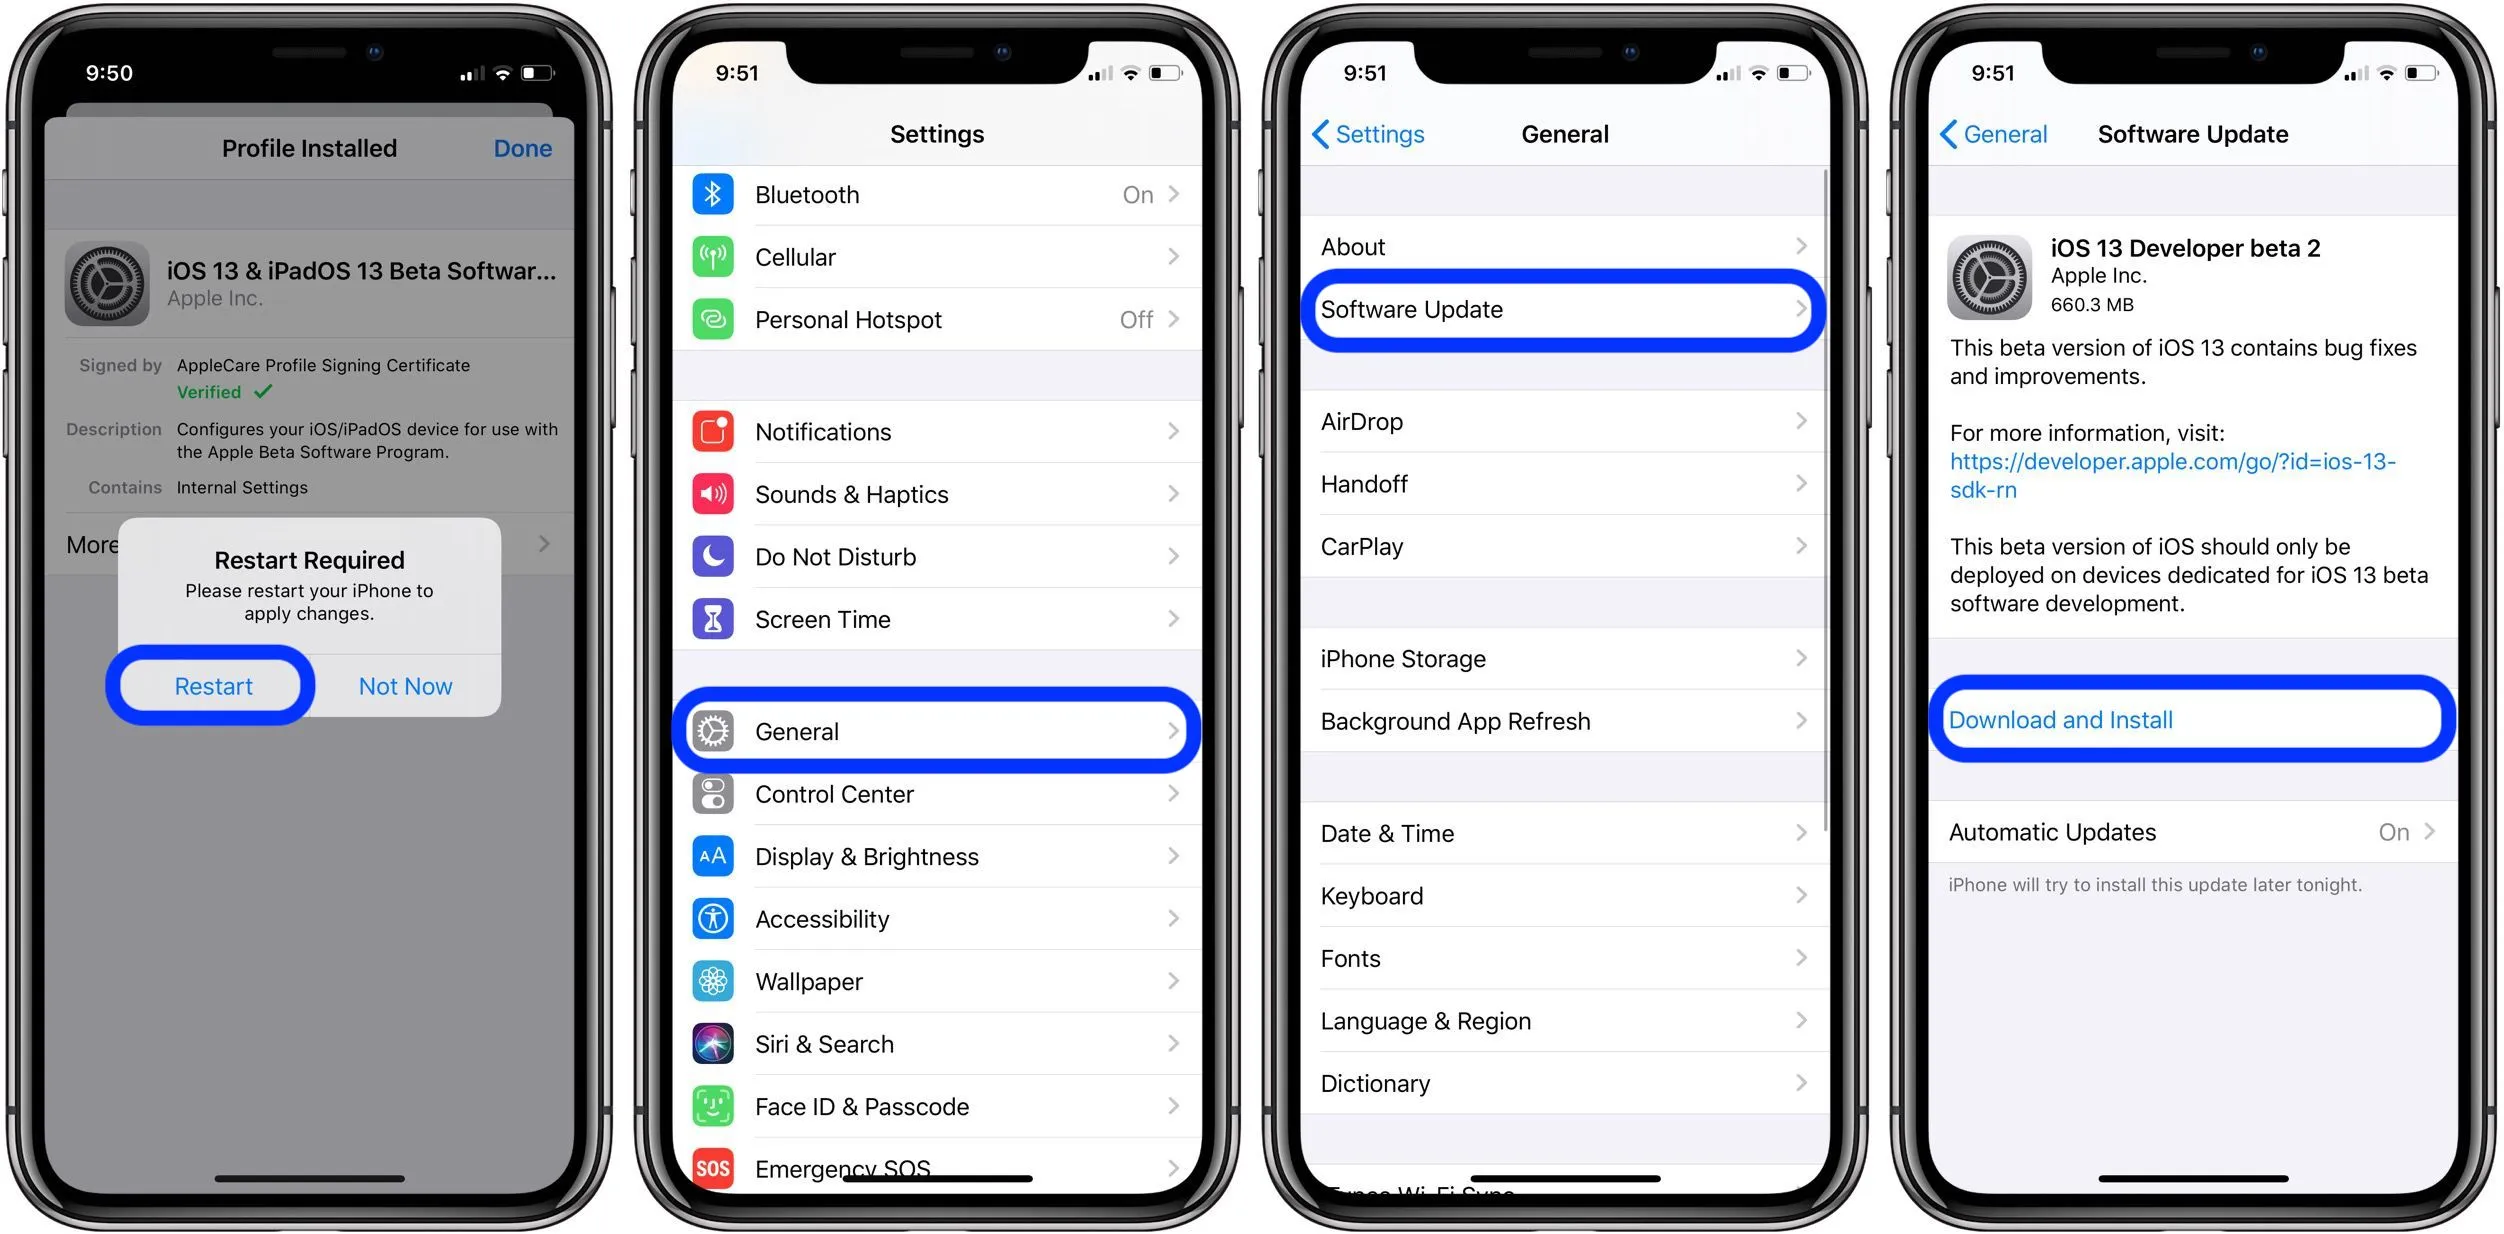 9:50
Profile Installed
Done
iOS 13 & iPadOS 13 Beta Softwar...
Apple Inc.
Signed by AppleCare Profile Signing Certificate
Verified
Description Configures your iOS/iPadOS device for use with
the Apple Beta Software Program.
Contains Internal Settings
More
Restart Required
Please restart your iPhone to
apply changes.
Restart
Not Now
9:51
Settings
Bluetooth On
Cellular
Personal Hotspot Off
Notifications
Sounds & Haptics
Do Not Disturb
Screen Time
General
Control Center
AA Display & Brightness
Accessibility
Wallpaper
Siri & Search
Face ID & Passcode
SOS Emergency SOS
9:51
Settings
General
About
Software Update
AirDrop
Handoff
CarPlay
iPhone Storage
Background App Refresh
Date & Time
Keyboard
Fonts
Language & Region
Dictionary
iTunes Wi-Fi Sync
9:51
General
Software Update
iOS 13 Developer beta 2
Apple Inc.
660.3 MB
This beta version of iOS 13 contains bug fixes
and improvements.
For more information, visit:
https://developer.apple.com/go/?id=ios-13-
sdk-rn
This beta version of iOS should only be
deployed on devices dedicated for iOS 13 beta
software development.
Download and Install
Automatic Updates On
iPhone will try to install this update later tonight.